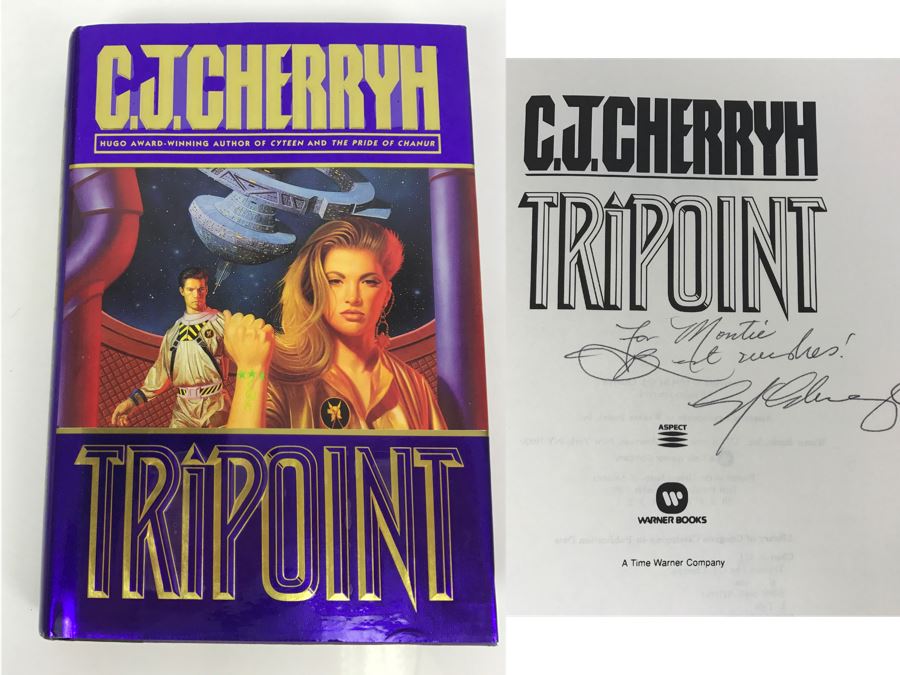 C.J.CHERRYH
HUGO AWARD-WINNING AUTHOR OF CYTEEN AND THE PRIDE OF CHANUR
TRIPOINT
C.J.CHERRYH
TRIPOINT
For Montie
Best wishes!
ASPECT
W
WARNER BOOKS
A Time Warner Company